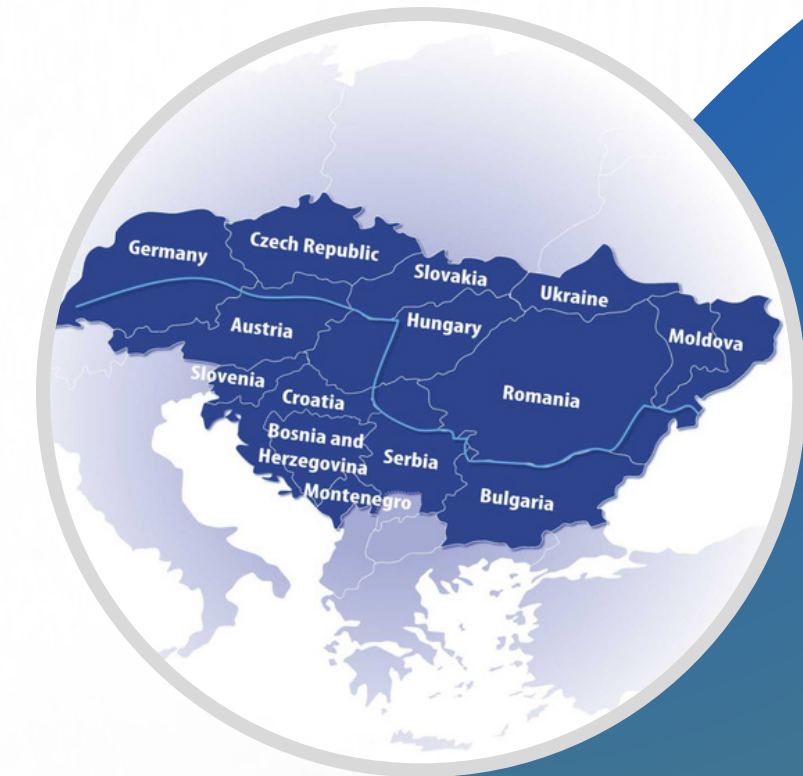 Germany
Czech Republic
Slovakia
Ukraine
Austria
Hungary
Moldova
Slovenia
Croatia
Romania
Bosnia and
Herzegovina
Serbia
Montenegro
Bulgaria